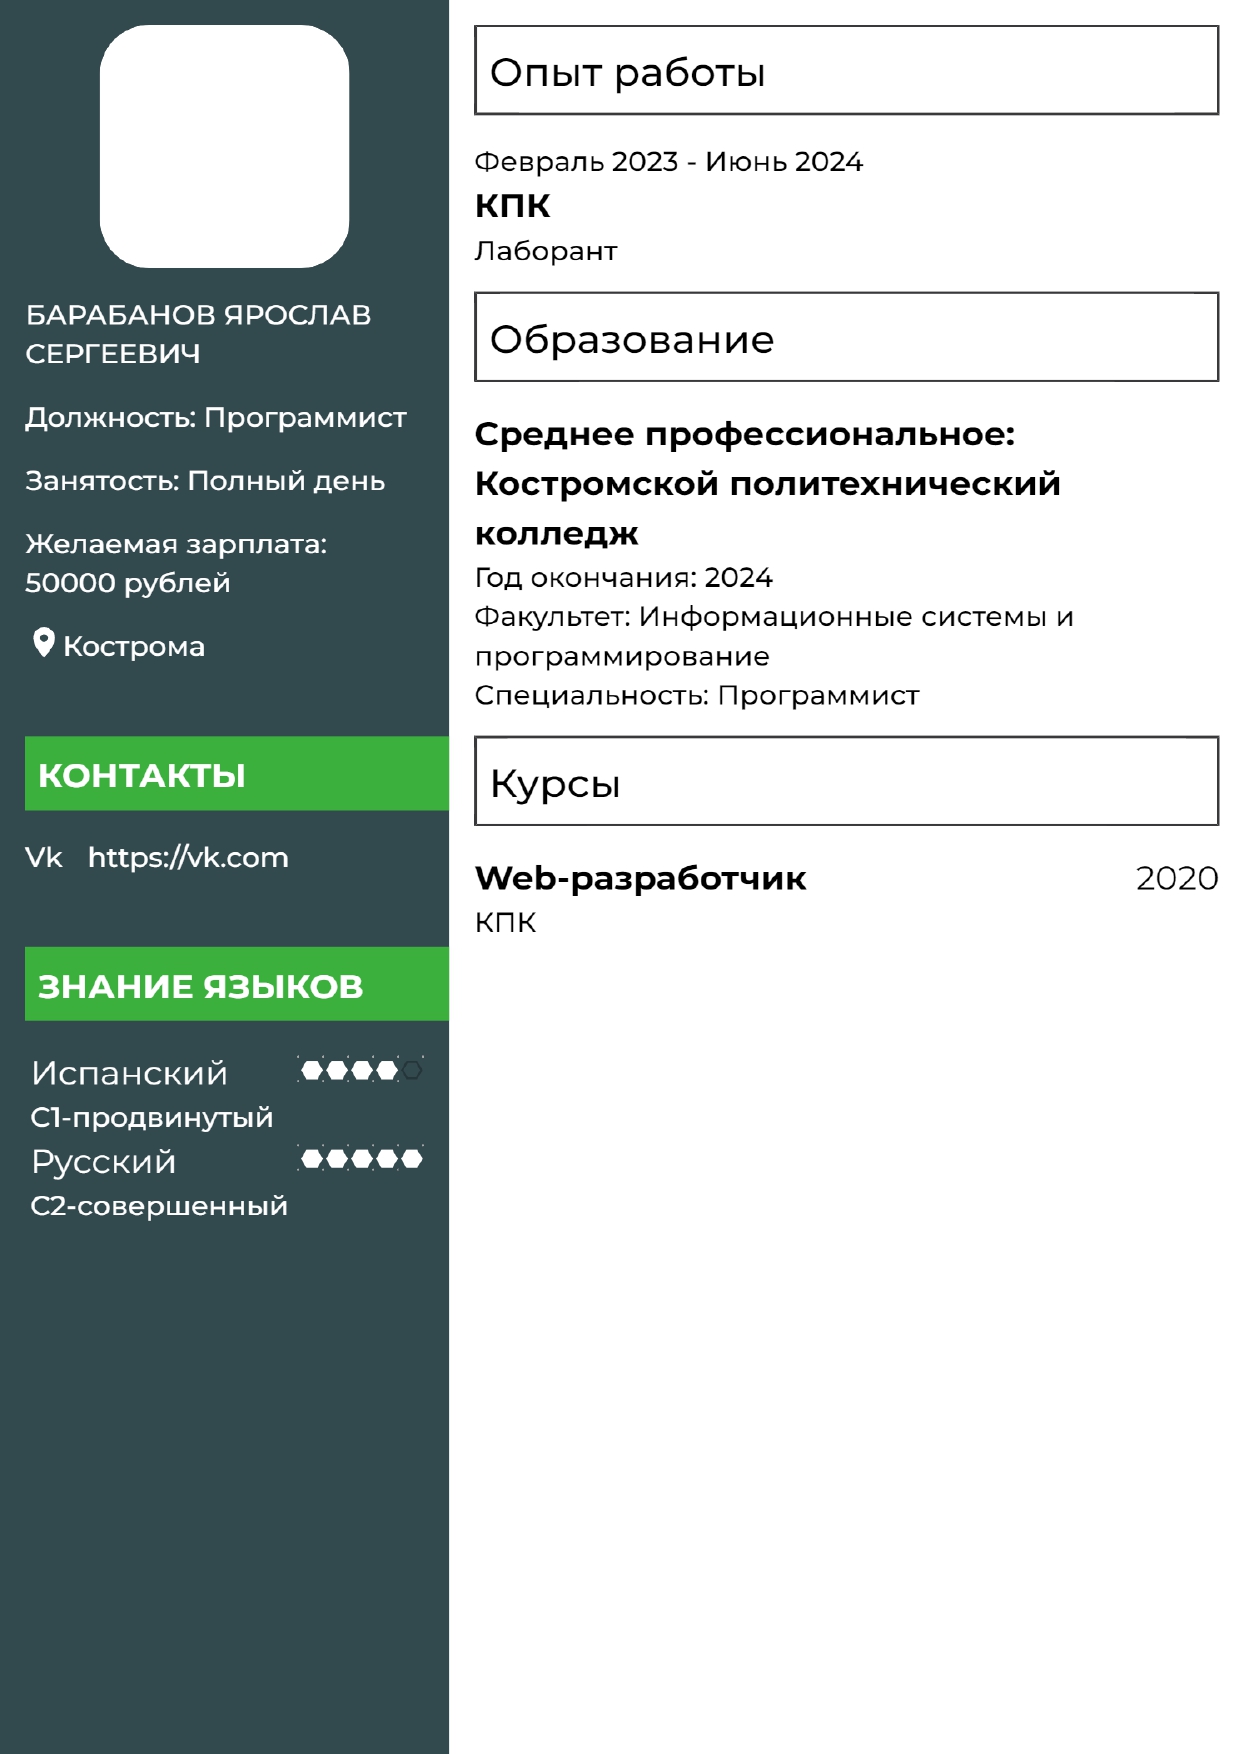 БАРАБАНОВ ЯРОСЛАВ
СЕРГЕЕВИЧ
Должность: Программист
Занятость: Полный день
Желаемая зарплата:
50000 рублей
Кострома
КОНТАКТЫ
Vk https://vk.com
ЗНАНИЕ ЯЗЫКОВ
Испанский
C1-продвинутый
Русский
C2-совершенный
Опыт работы
Февраль 2023 - Июнь 2024
КПК
Лаборант
Образование
Среднее профессиональное:
Костромской политехнический
колледж
Год окончания: 2024
Факультет: Информационные системы и
программирование
Специальность: Программист
Курсы
Web-разработчик 2020
КПК